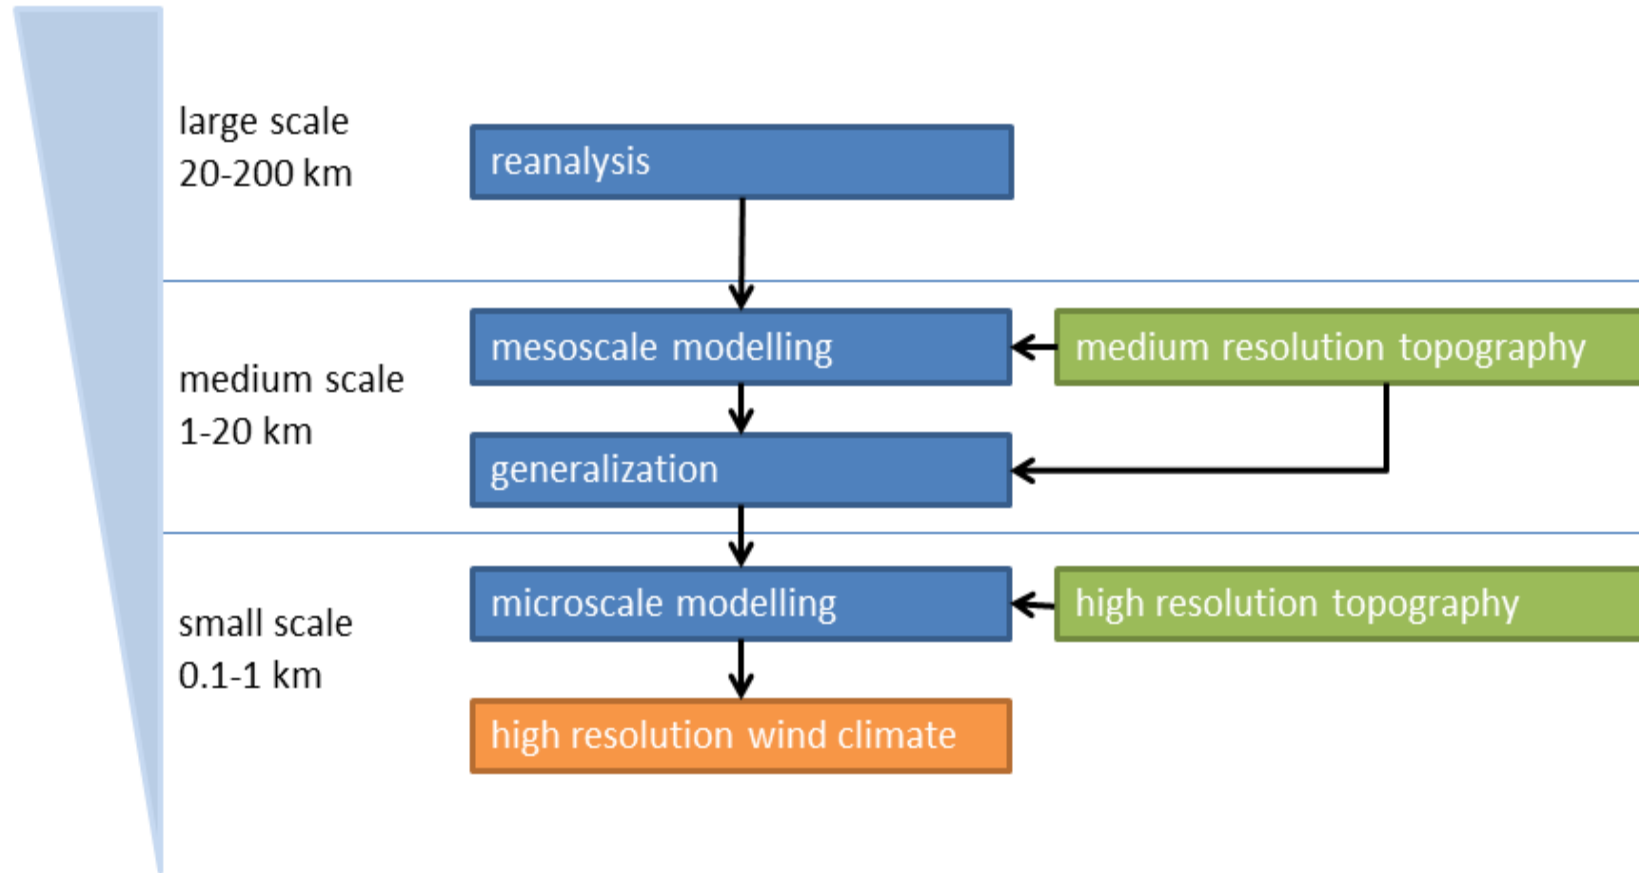 large scale
20-200 km
reanalysis
medium scale
1-20 km
mesoscale modelling
medium resolution topography
generalization
small scale
0.1-1 km
microscale modelling
high resolution topography
high resolution wind climate